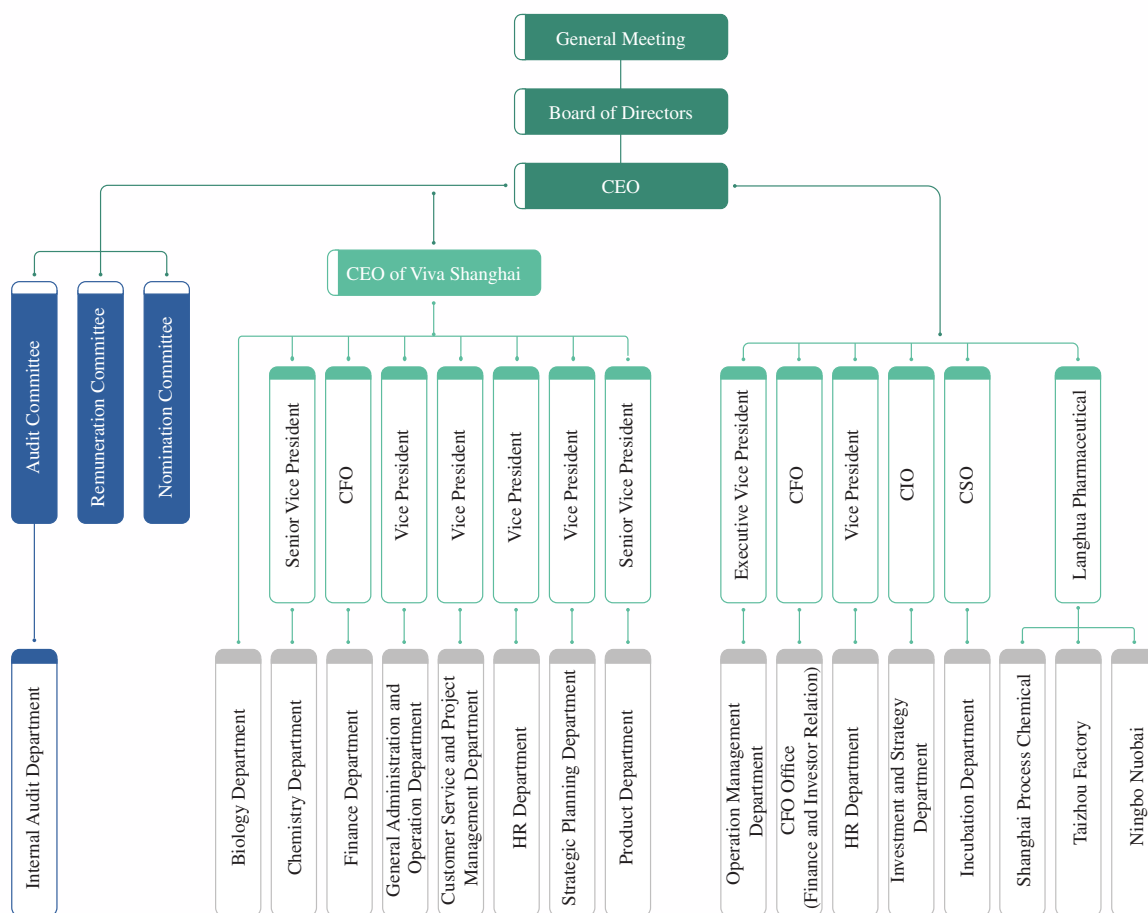 General Meeting
Board of Directors
CEO
CEO of Viva Shanghai
Audit Committee
Remuneration Committee
Nomination Committee
Senior Vice President
CFO
Vice President
Vice President
Vice President
Vice President
Senior Vice President
Executive Vice President
CFO
Vice President
CIO
CSO
Langhua Pharmaceutical
Internal Audit Department
Biology Department
Chemistry Department
Finance Department
General Administration and
Operation Department
Customer Service and Project
Management Department
HR Department
Strategic Planning Department
Product Department
Operation Management
Department
CFO Office
(Finance and Investor Relation)
HR Department
Investment and Strategy
Department
Incubation Department
Shanghai Process Chemical
Taizhou Factory
Ningbo Nuobai